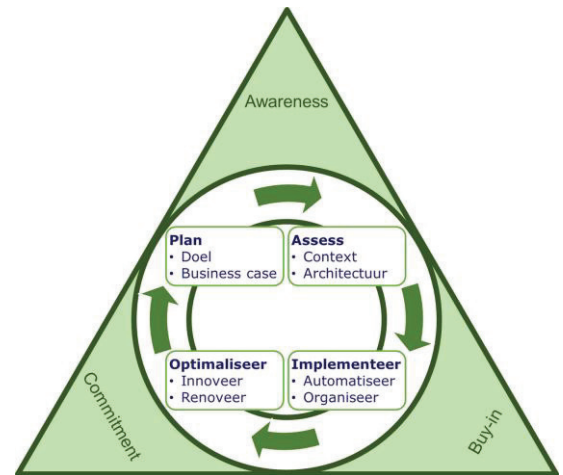 Awareness
Plan
• Doel
• Business case
Assess
• Context
• Architectuur
Optimaliseer
• Innoveer
• Renoveer
Implementeer
• Automatiseer
• Organiseer
Commitment
Buy-in